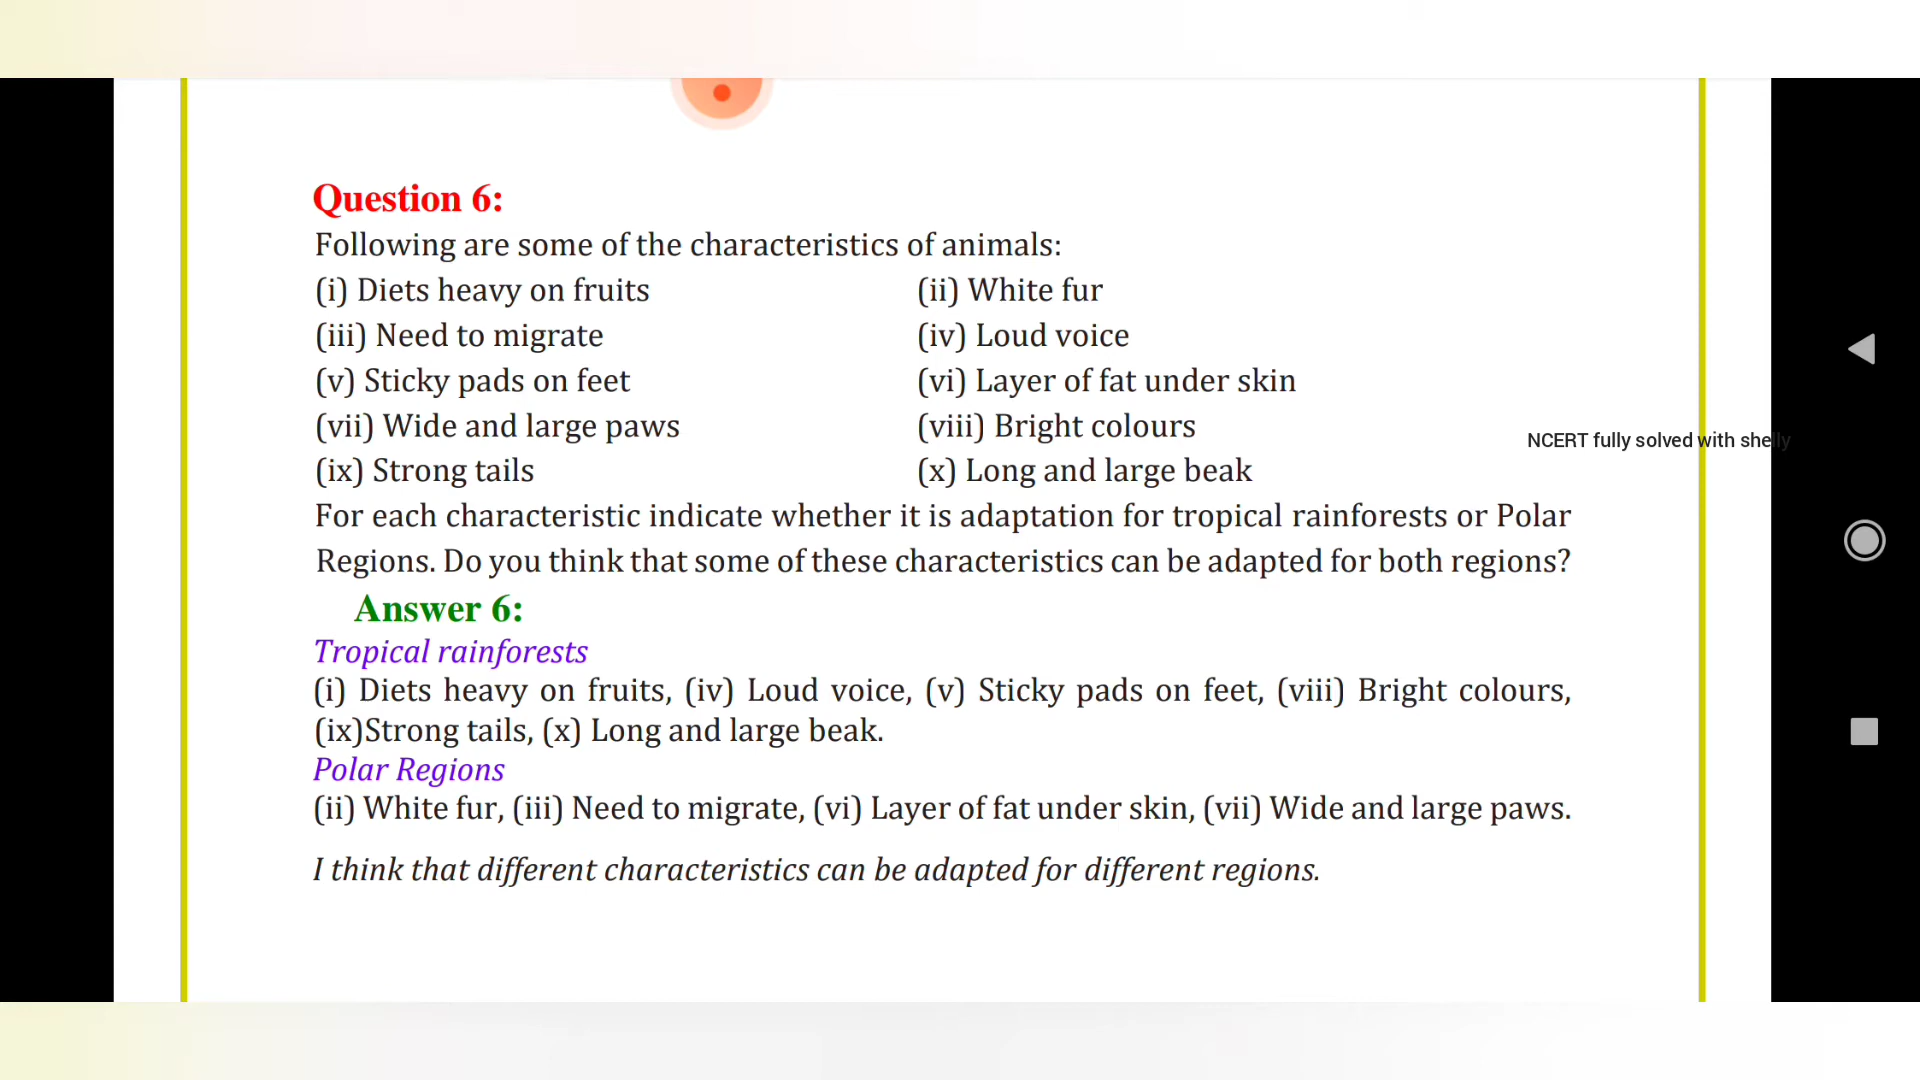 Question 6:
Following are some of the characteristics of animals:
(i) Diets heavy on fruits (ii) White fur
(iii) Need to migrate (iv) Loud voice
(v) Sticky pads on feet (vi) Layer of fat under skin
(vii) Wide and large paws (viii) Bright colours
NCERT fully solved with shelly
(ix) Strong tails (x) Long and large beak
For each characteristic indicate whether it is adaptation for tropical rainforests or Polar
Regions. Do you think that some of these characteristics can be adapted for both regions?
Answer 6:
Tropical rainforests
(i) Diets heavy on fruits, (iv) Loud voice, (v) Sticky pads on feet, (viii) Bright colours,
(ix)Strong tails, (x) Long and large beak.
Polar Regions
(ii) White fur, (iii) Need to migrate, (vi) Layer of fat under skin, (vii) Wide and large paws.
I think that different characteristics can be adapted for different regions.